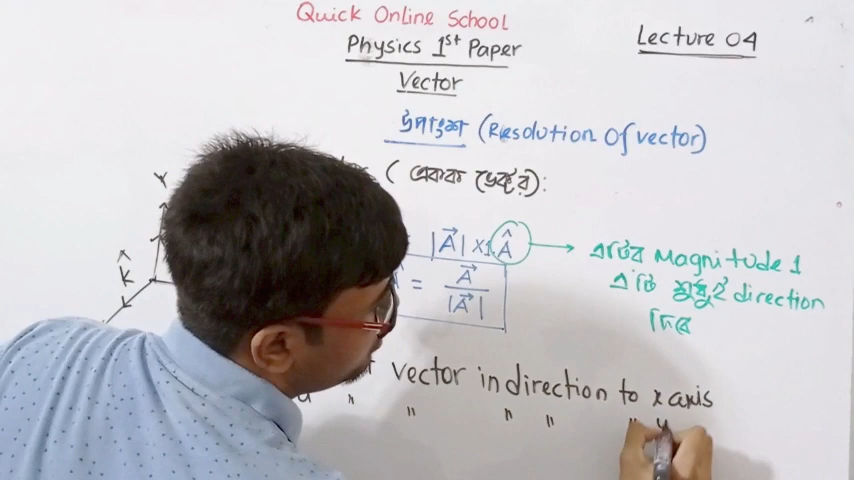 Quick Online School
Physics 1st Paper
Lecture 04
Vector
উপাংশ (Resolution Of vector)
(একক ভেক্টর):
Y
k̂
|A⃗| x1 Â
= A⃗ / |A⃗|
এটির Magnitude 1
এটি শুধুই direction
দিবে
vector in direction to x axis
" " " " " y